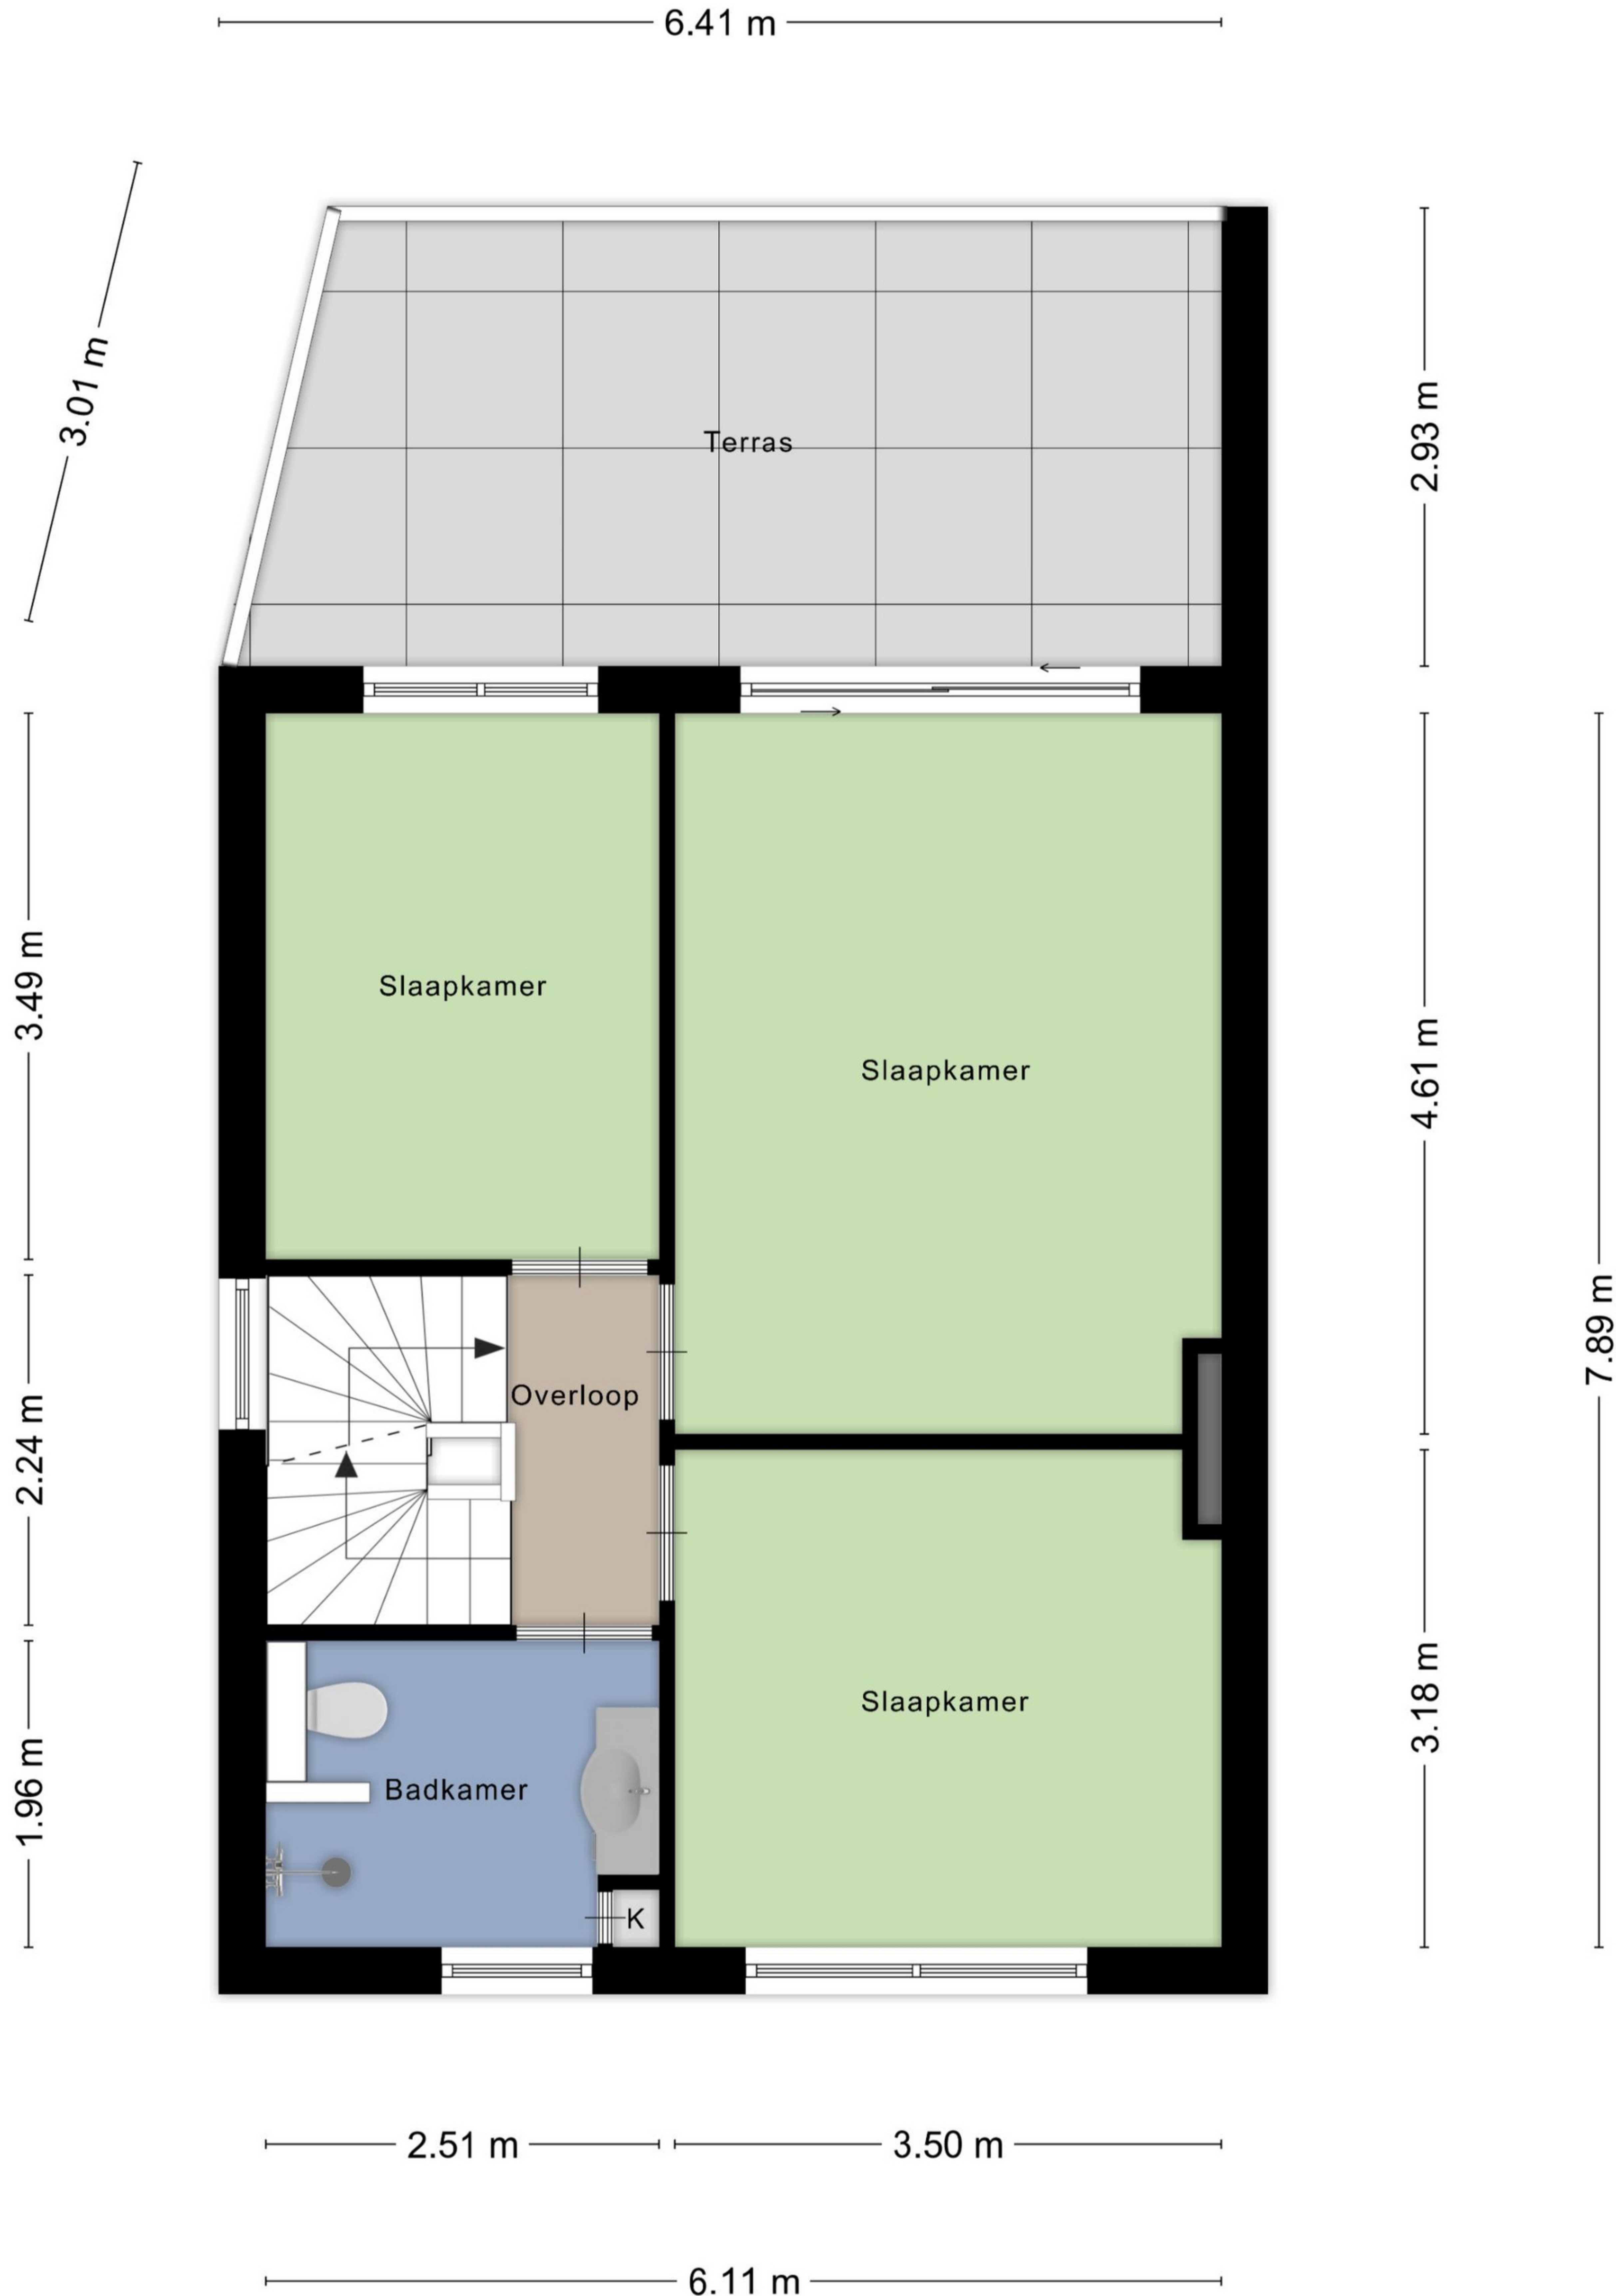 6.41 m
3.01 m
2.93 m
Terras
3.49 m
Slaapkamer
4.61 m
Slaapkamer
7.89 m
Overloop
2.24 m
3.18 m
Slaapkamer
1.96 m
Badkamer
K
2.51 m
3.50 m
6.11 m